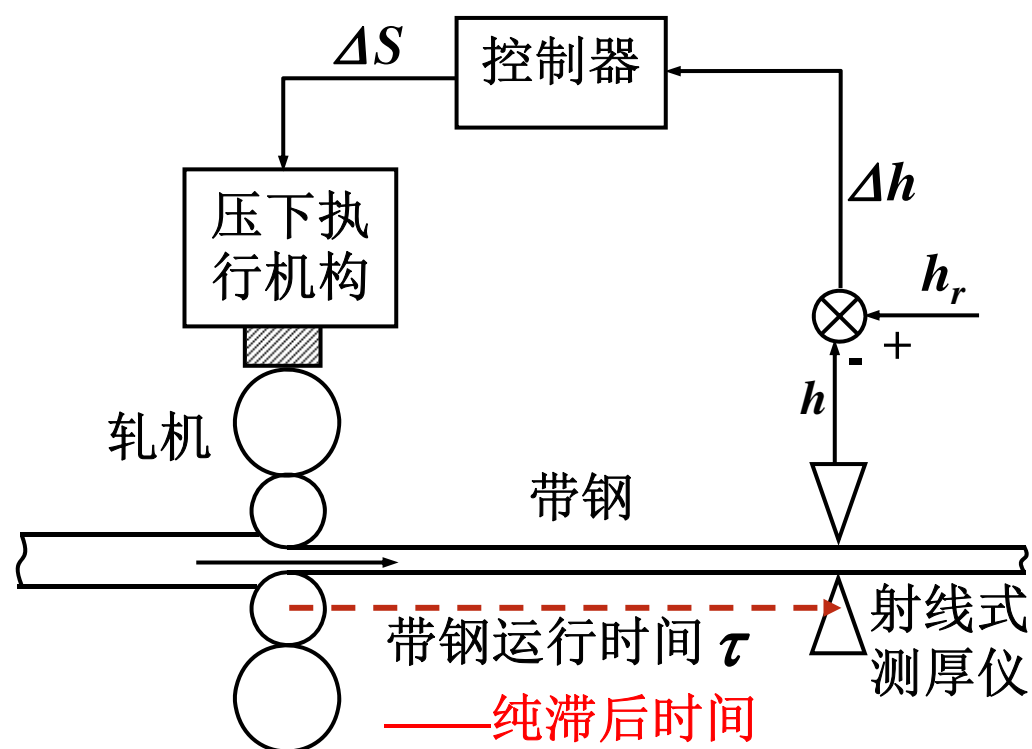 ΔS
控制器
压下执
行机构
Δh
hr
+
-
h
轧机
带钢
带钢运行时间 τ
射线式
测厚仪
纯滞后时间